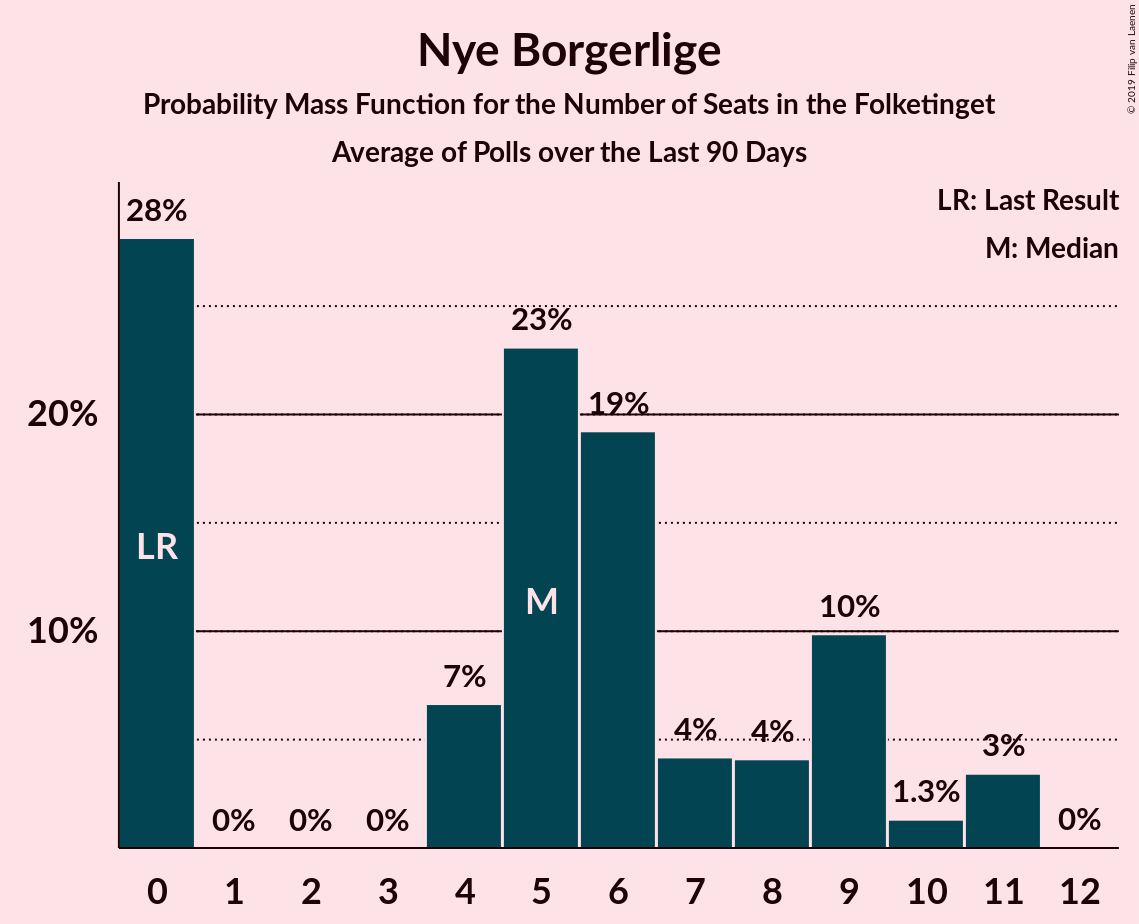 Nye Borgerlige
Probability Mass Function for the Number of Seats in the Folketinget
Average of Polls over the Last 90 Days
© 2019 Filip van Laenen
LR: Last Result
M: Median
28%
23%
20%
19%
LR
M
10%
10%
7%
4%
4%
3%
1.3%
0%
0%
0%
0%
0 1 2 3 4 5 6 7 8 9 10 11 12